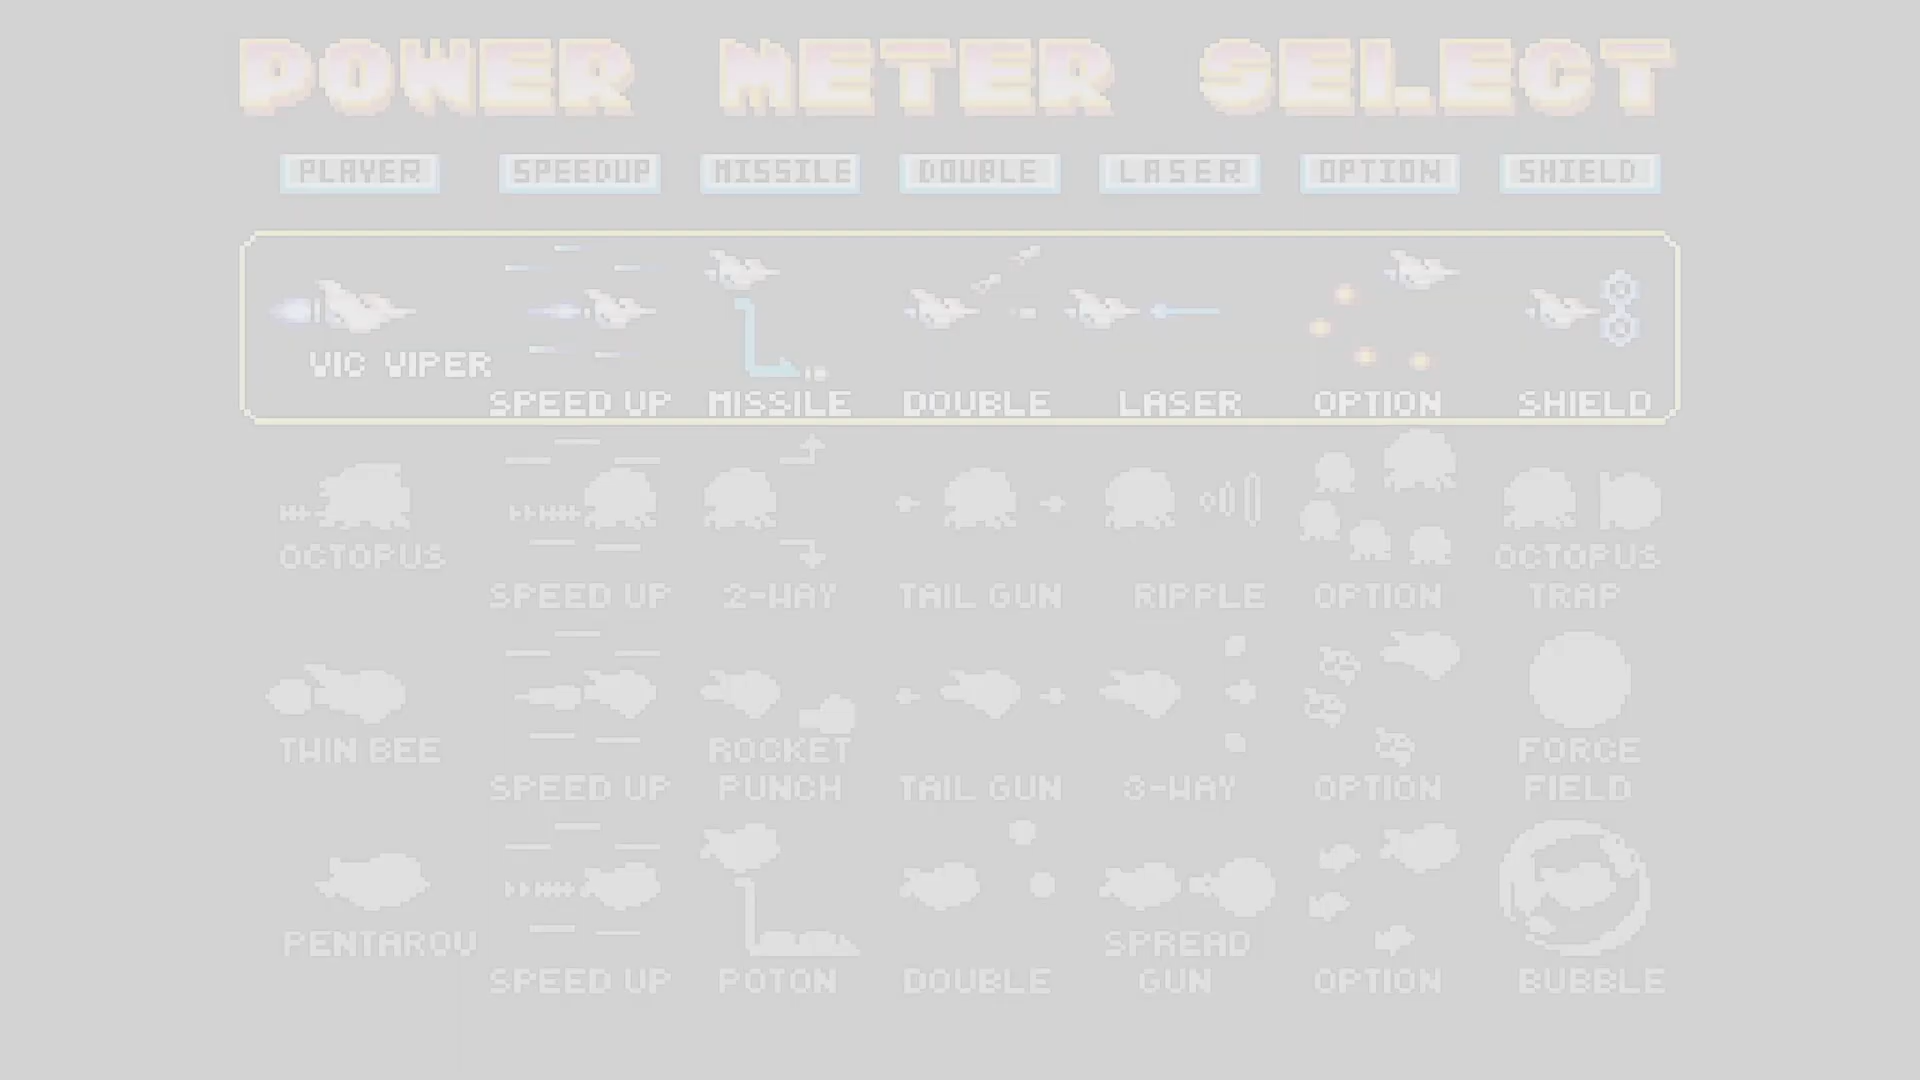 POWER METER SELECT
PLAYER SPEEDUP MISSILE DOUBLE LASER OPTION SHIELD
VIC VIPER
SPEED UP MISSILE DOUBLE LASER OPTION SHIELD
OCTOPUS OCTOPUS
SPEED UP 2-WAY TAIL GUN RIPPLE OPTION TRAP
TWIN BEE ROCKET FORCE
SPEED UP PUNCH TAIL GUN 3-WAY OPTION FIELD
PENTAROU SPREAD
SPEED UP POTON DOUBLE GUN OPTION BUBBLE